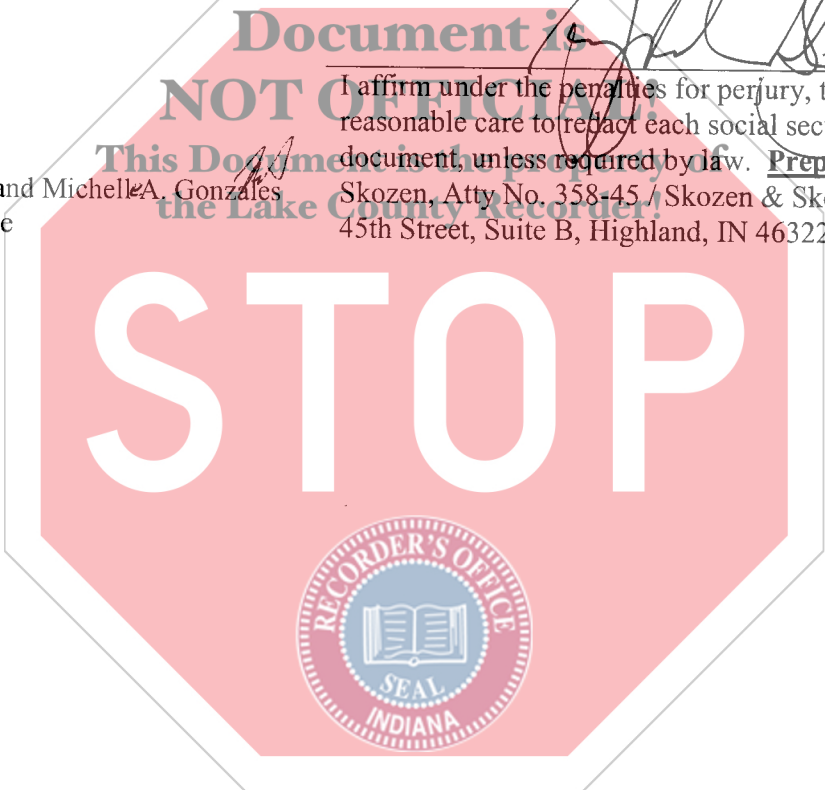 Document is
NOT OFFICIAL!
This Document is the property of
the Lake County Recorder!
I affirm under the penalties for perjury, t
reasonable care to redact each social sec
document, unless required by law. Prep
and Michelle A. Gonzales
Skozen, Atty No. 358-45 / Skozen & Sk
e
45th Street, Suite B, Highland, IN 46322
STOP
RECORDER'S OFFICE
SEAL
INDIANA